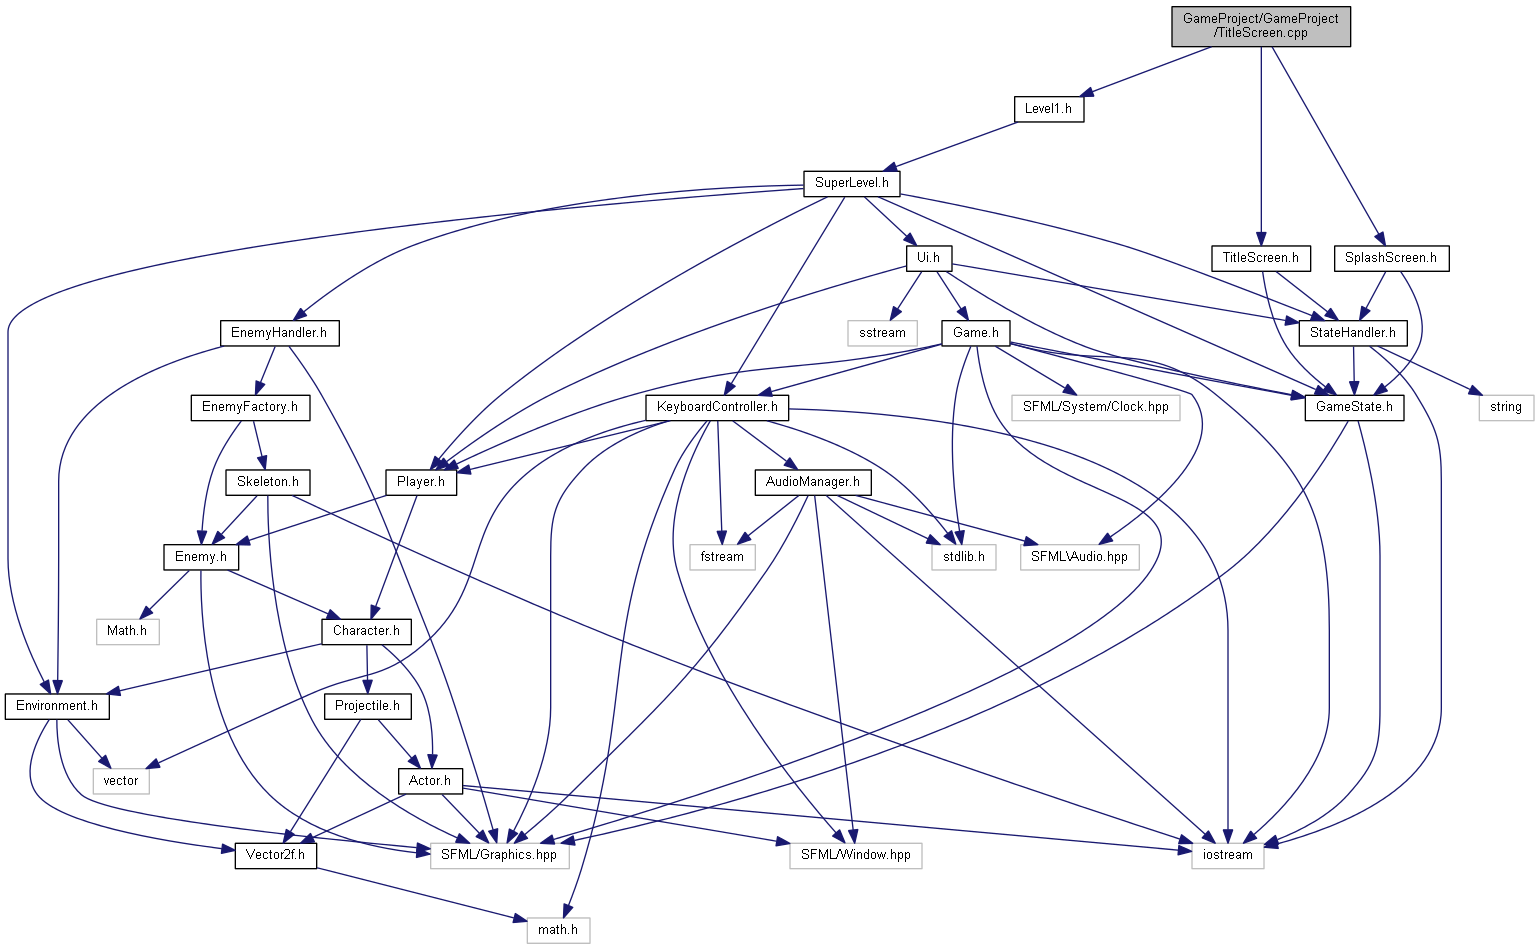 GameProject/GameProject
/TitleScreen.cpp
Level1.h
SuperLevel.h
Ui.h
TitleScreen.h
SplashScreen.h
EnemyHandler.h
sstream
Game.h
StateHandler.h
EnemyFactory.h
KeyboardController.h
SFML/System/Clock.hpp
GameState.h
string
Skeleton.h
Player.h
AudioManager.h
Enemy.h
fstream
stdlib.h
SFML\Audio.hpp
Math.h
Character.h
Environment.h
Projectile.h
vector
Actor.h
Vector2f.h
SFML/Graphics.hpp
SFML/Window.hpp
iostream
math.h